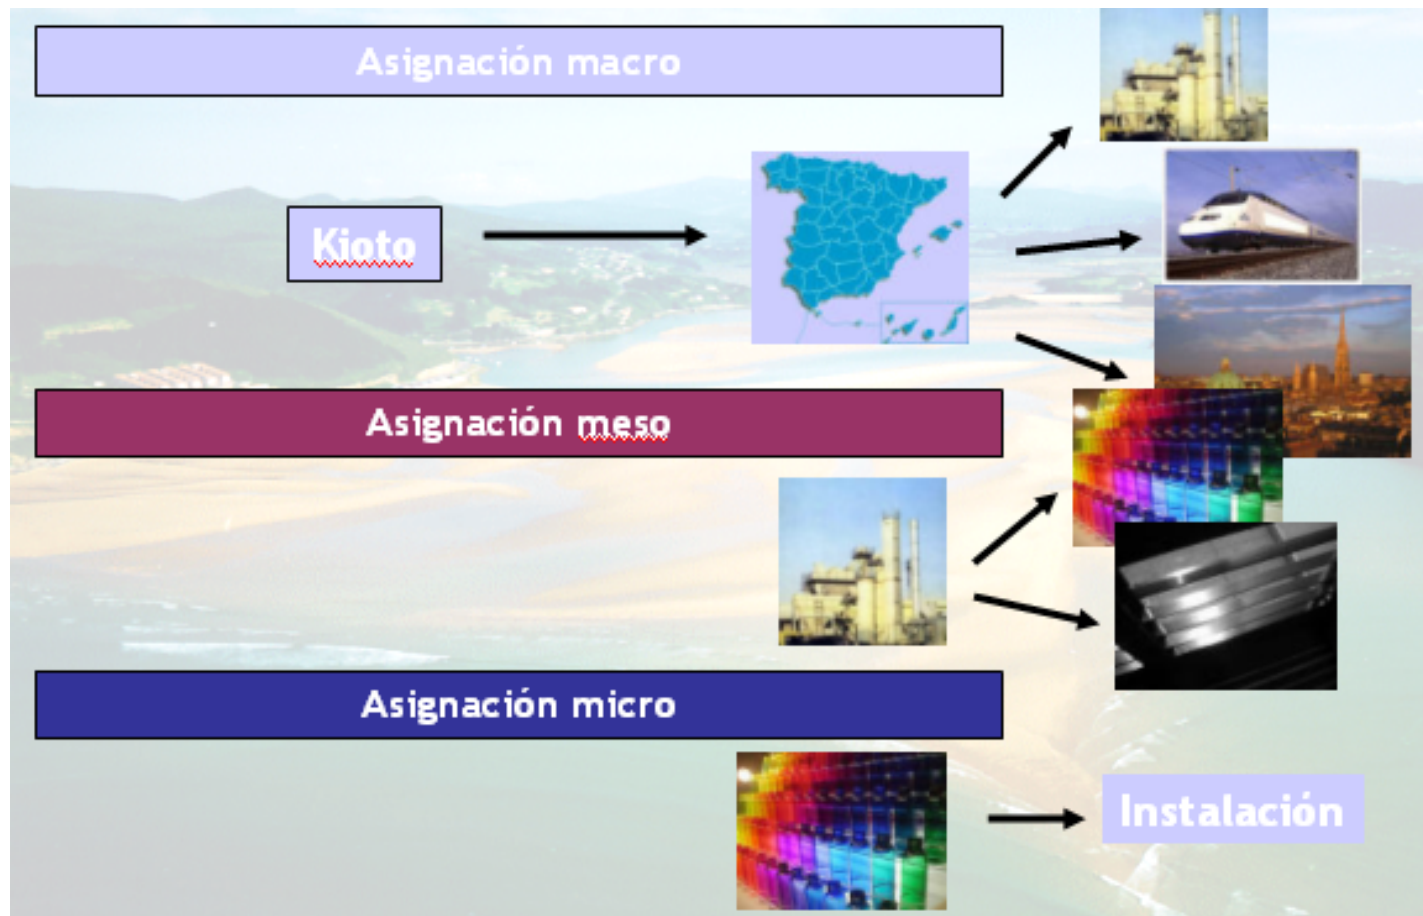 Asignación macro
Kioto
Asignación meso
Asignación micro
Instalación